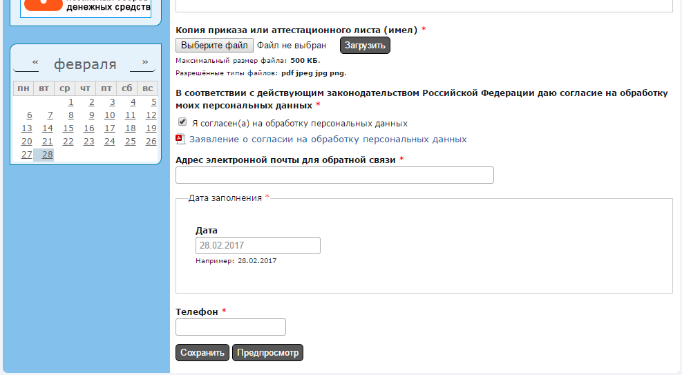 денежных средств
« февраля »
пн вт ср чт пт сб вс
1 2 3 4 5
6 7 8 9 10 11 12
13 14 15 16 17 18 19
20 21 22 23 24 25 26
27 28
Копия приказа или аттестационного листа (имел) *
Выберите файл Файл не выбран Загрузить
Максимальный размер файла: 500 КБ.
Разрешённые типы файлов: pdf jpeg jpg png.
В соответствии с действующим законодательством Российской Федерации даю согласие на обработку
моих персональных данных *
Я согласен(а) на обработку персональных данных
Заявление о согласии на обработку персональных данных
Адрес электронной почты для обратной связи *
Дата заполнения *
Дата
28.02.2017
Например: 28.02.2017
Телефон *
Сохранить Предпросмотр